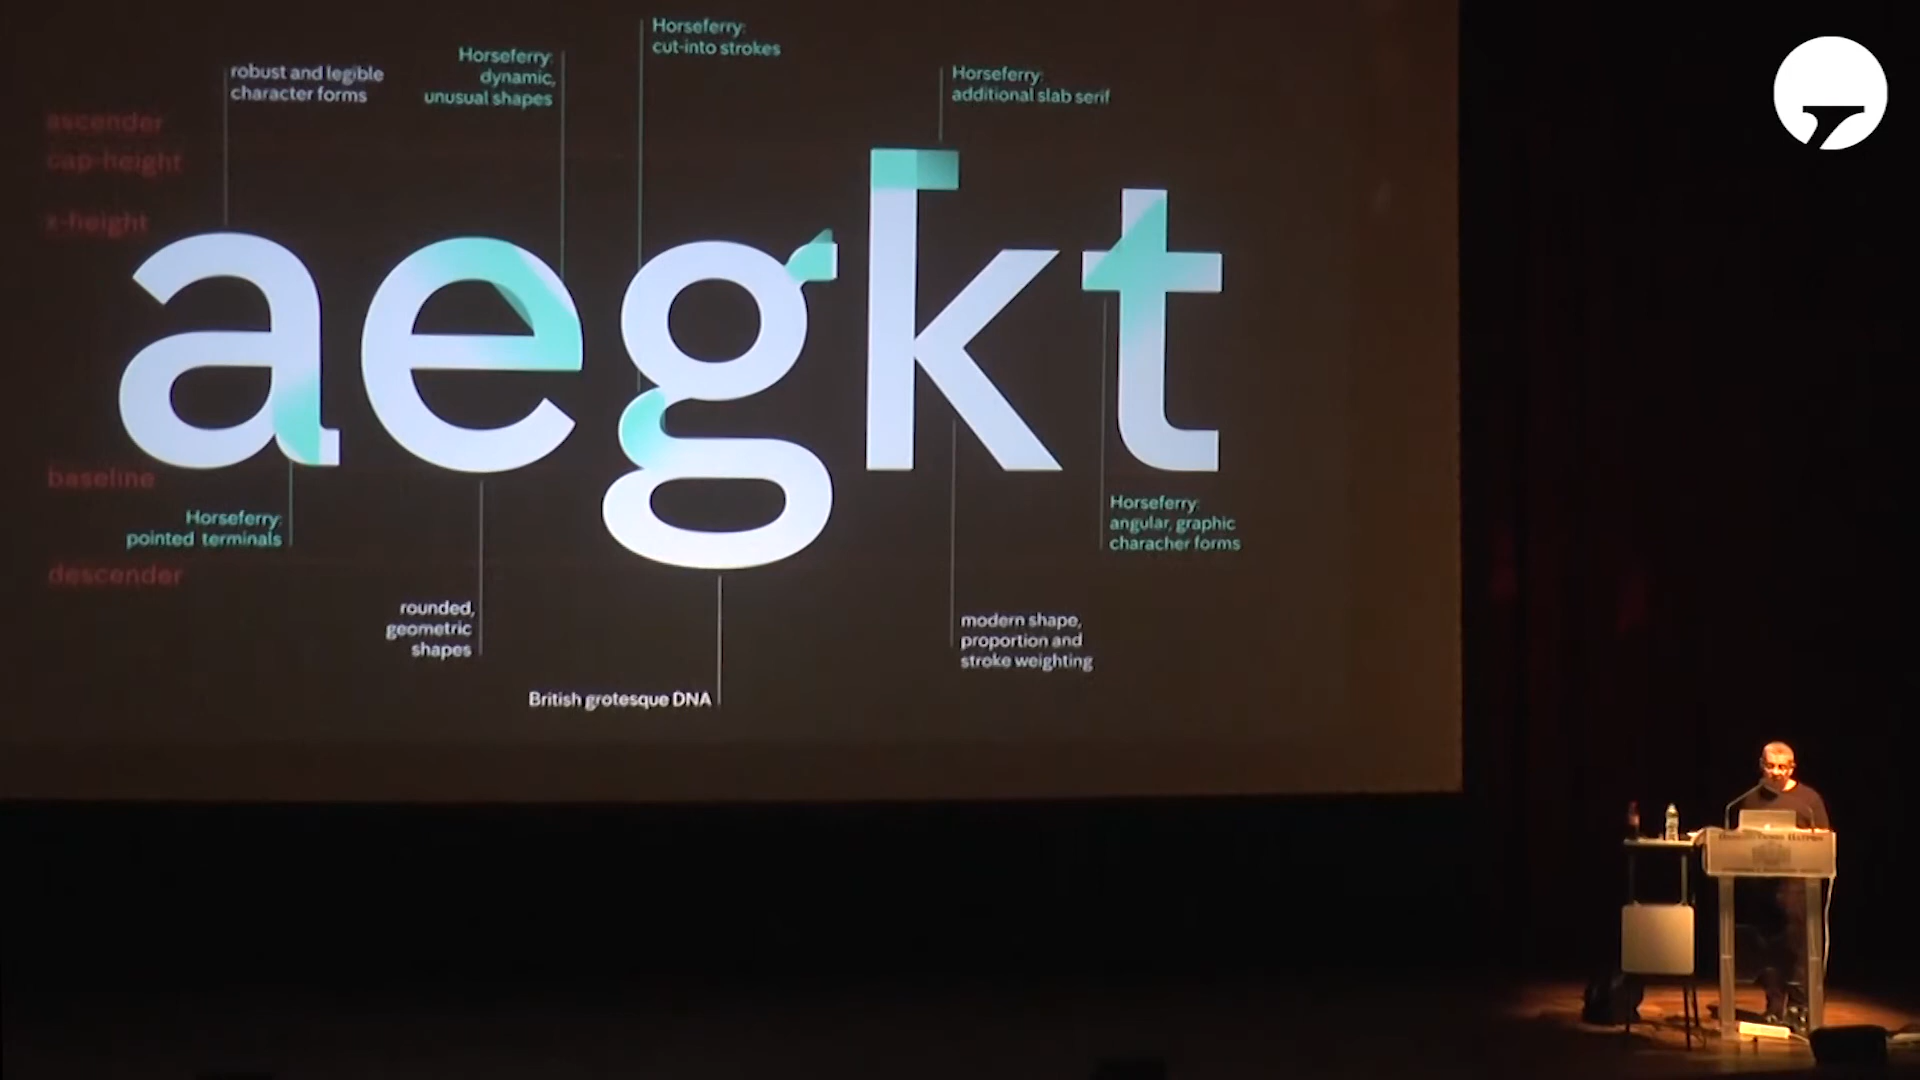 Horseferry:
cut-into strokes
Horseferry:
dynamic,
unusual shapes
robust and legible
character forms
Horseferry:
additional slab serif
ascender
cap-height
x-height
aegkt
baseline
descender
Horseferry:
pointed terminals
Horseferry:
angular, graphic
characher forms
rounded,
geometric
shapes
modern shape,
proportion and
stroke weighting
British grotesque DNA